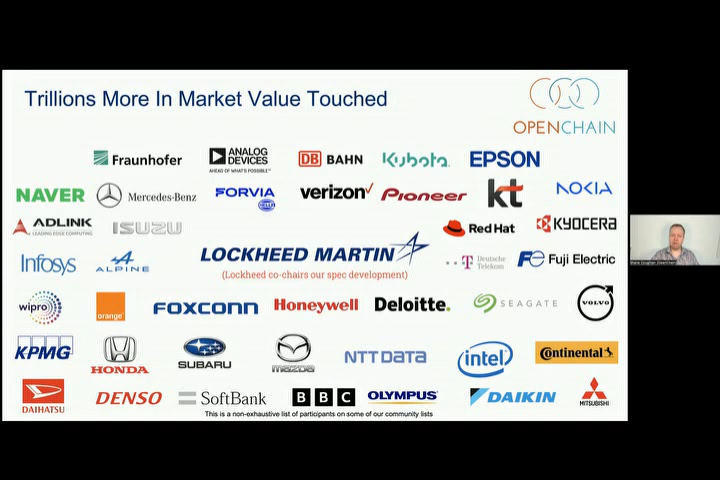 Trillions More In Market Value Touched
OPENCHAIN
Fraunhofer
ANALOG DEVICES
AHEAD OF WHAT'S POSSIBLE™
DB BAHN
Kubota
EPSON
NAVER
Mercedes-Benz
FORVIA
verizon
Pioneer
kt
NOKIA
ADLINK
LEADING EDGE COMPUTING
ISUZU
Red Hat
KYOCERA
Infosys
ALPINE
LOCKHEED MARTIN
(Lockheed co-chairs our spec development)
T
Deutsche
Telekom
Fe Fuji Electric
wipro
orange
FOXCONN
Honeywell
Deloitte.
SEAGATE
VOLVO
KPMG
HONDA
SUBARU
mazda
NTT DATA
intel
Continental
DAIHATSU
DENSO
SoftBank
BBC
OLYMPUS
DAIKIN
MITSUBISHI
This is a non-exhaustive list of participants on some of our community lists